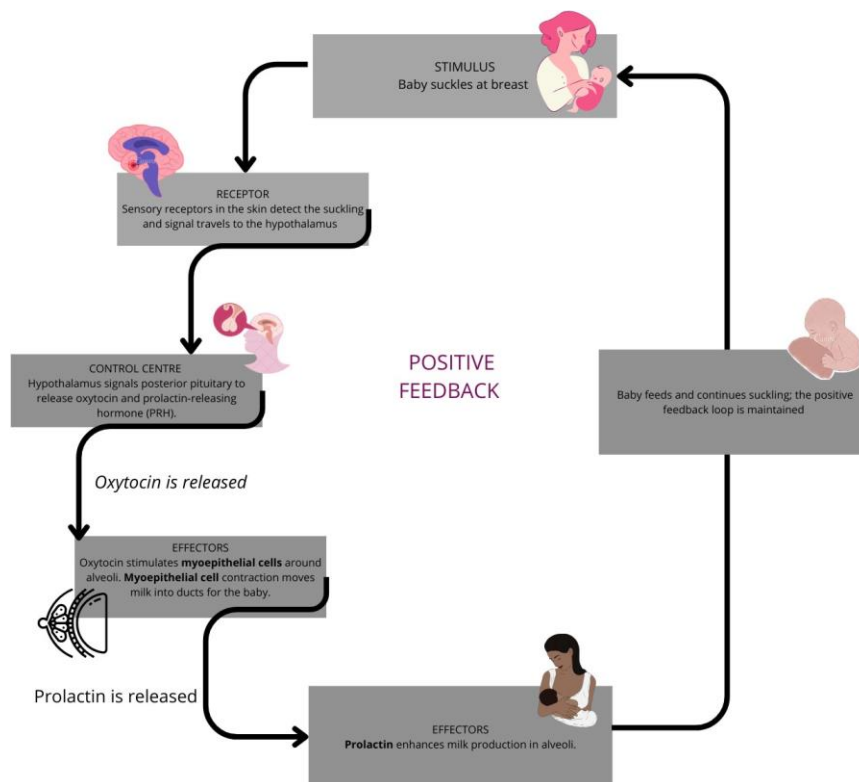 STIMULUS
Baby suckles at breast
RECEPTOR
Sensory receptors in the skin detect the suckling
and signal travels to the hypothalamus
CONTROL CENTRE
Hypothalamus signals posterior pituitary to
release oxytocin and prolactin-releasing
hormone (PRH).
POSITIVE
FEEDBACK
Baby feeds and continues suckling; the positive
feedback loop is maintained
Oxytocin is released
EFFECTORS
Oxytocin stimulates myoepithelial cells around
alveoli. Myoepithelial cell contraction moves
milk into ducts for the baby.
Prolactin is released
EFFECTORS
Prolactin enhances milk production in alveoli.